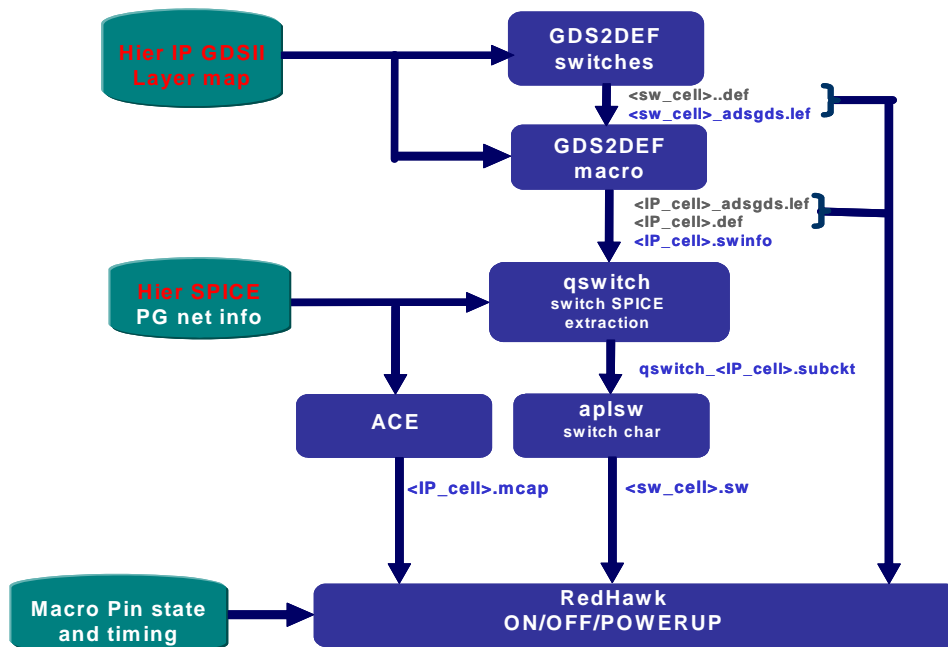 Hier IP GDSII
Layer map
GDS2DEF
switches
<sw_cell>..def
<sw_cell>_adsgds.lef
GDS2DEF
macro
<IP_cell>_adsgds.lef
<IP_cell>.def
<IP_cell>.swinfo
Hier SPICE
PG net info
qswitch
switch SPICE
extraction
qswitch_<IP_cell>.subckt
ACE
aplsw
switch char
<IP_cell>.mcap
<sw_cell>.sw
Macro Pin state
and timing
RedHawk
ON/OFF/POWERUP